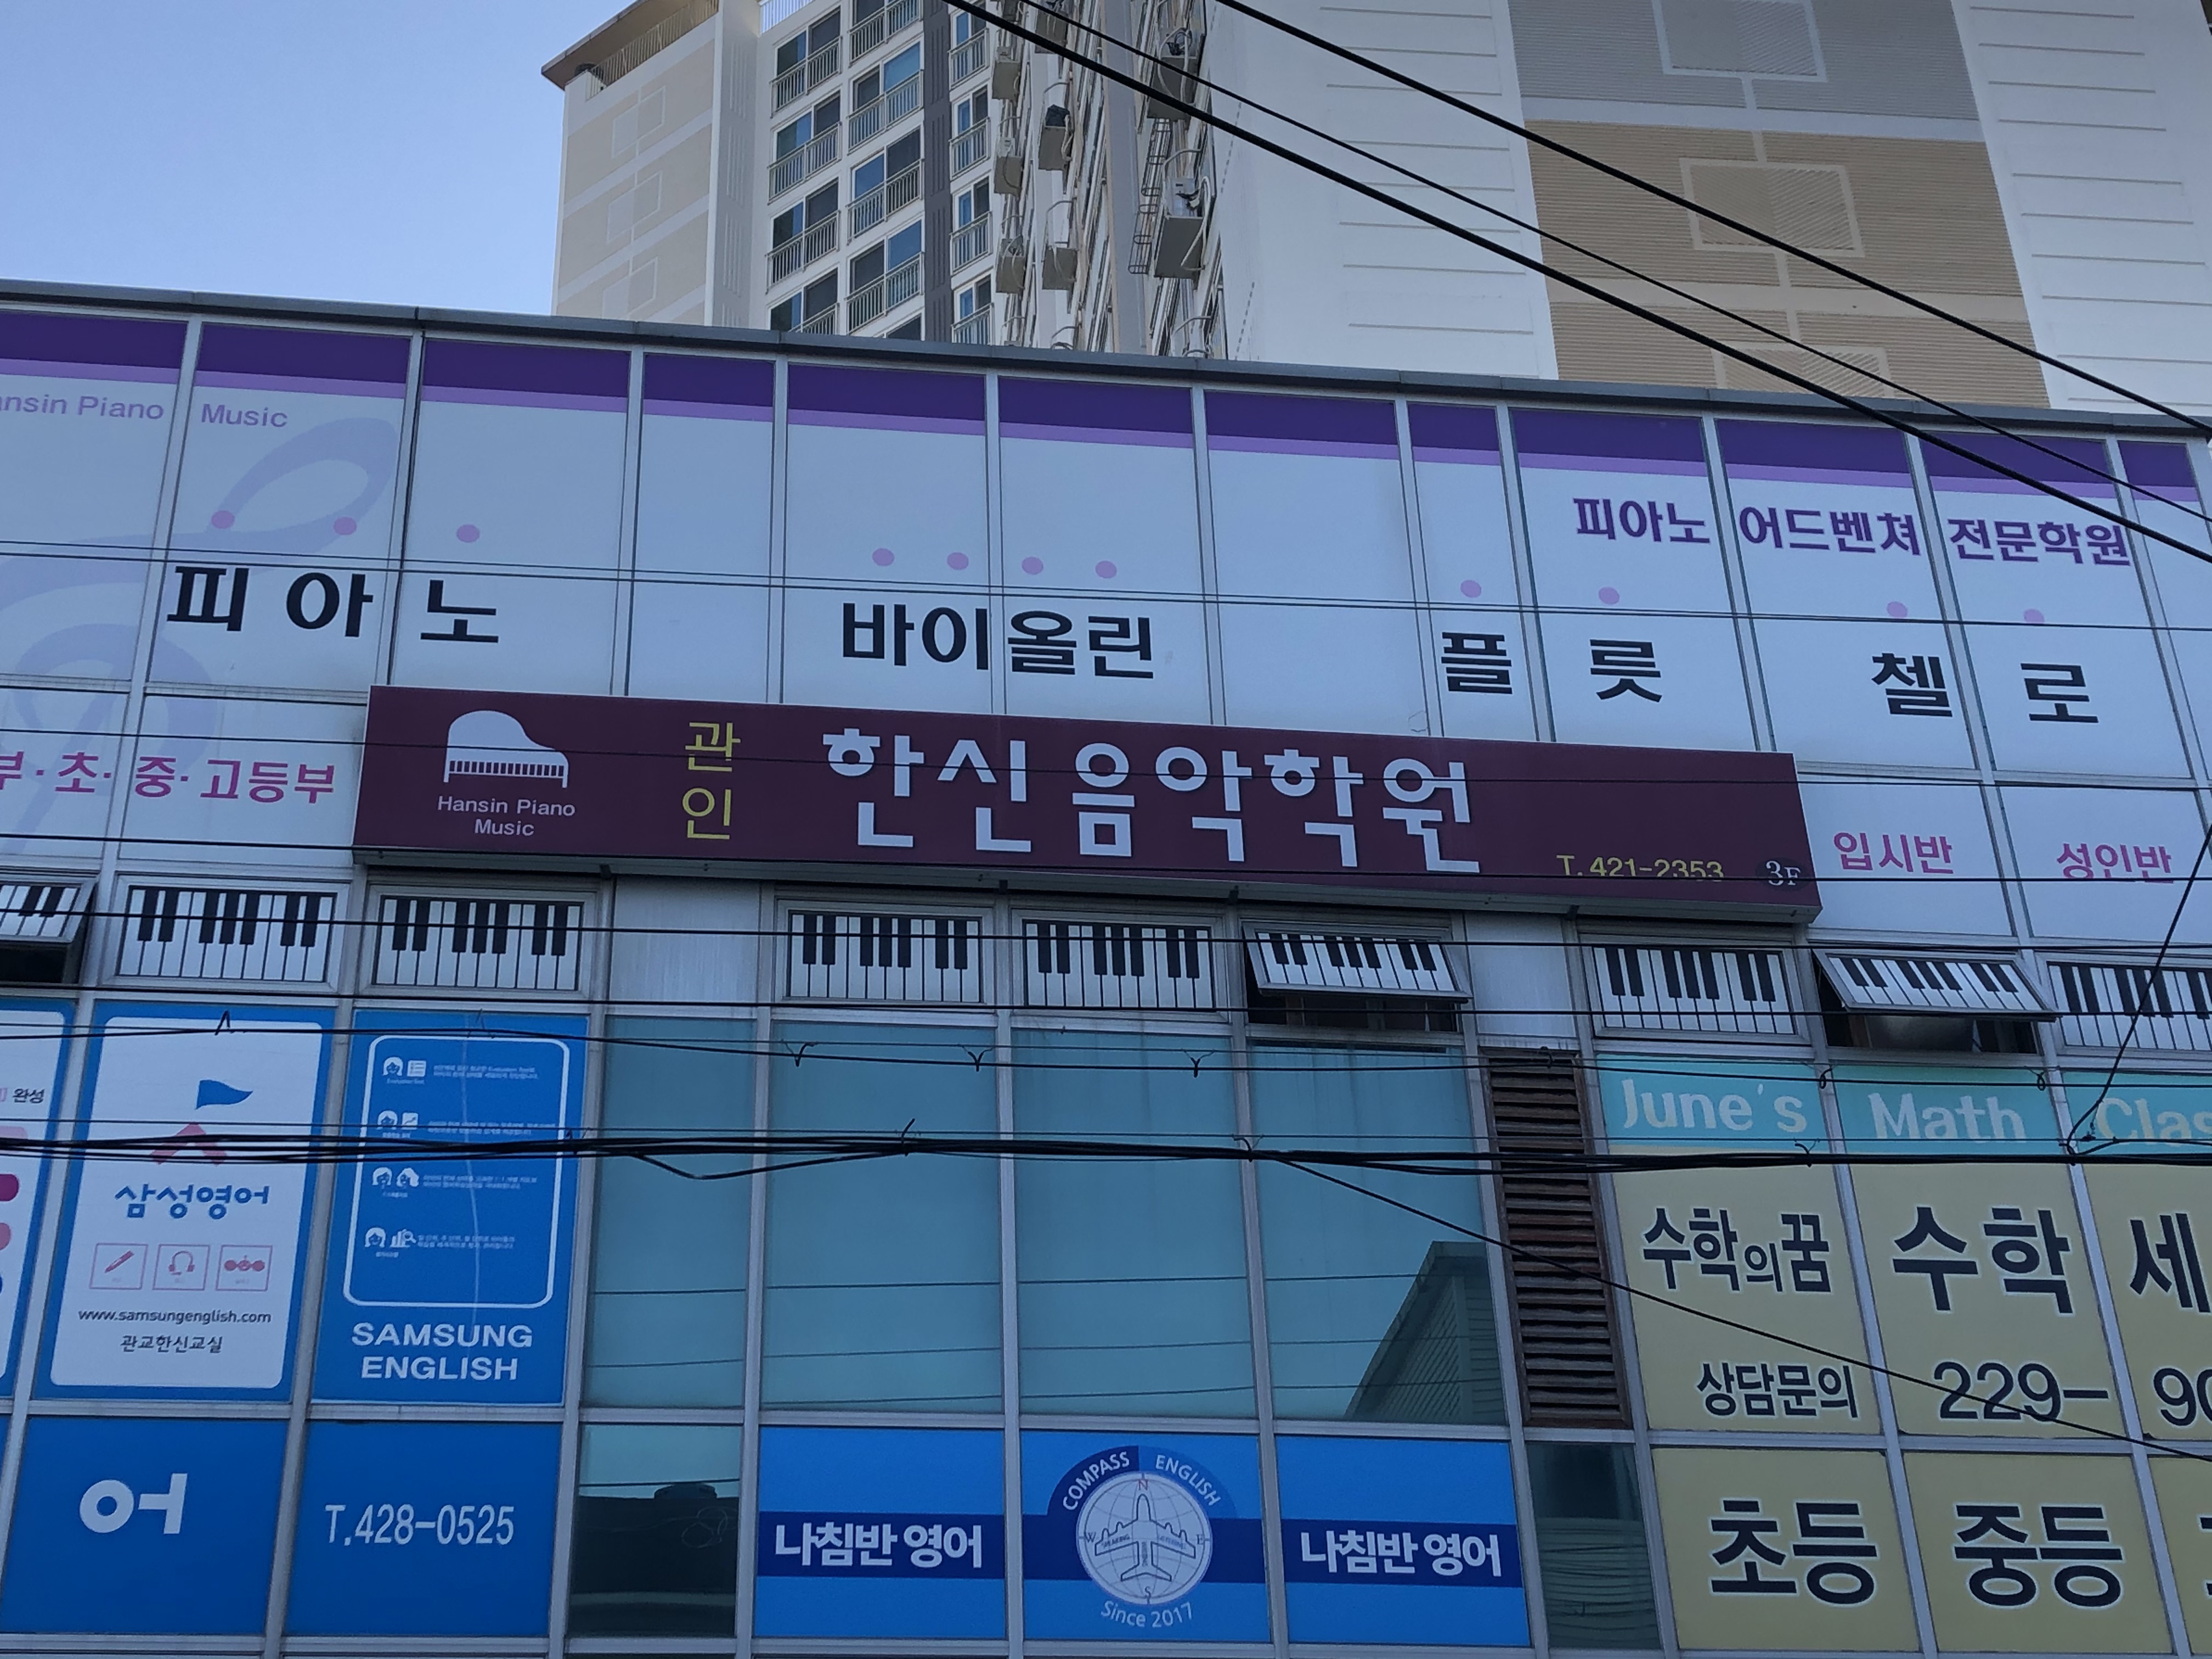 Piano Music
피아노 어드벤쳐 전문학원
피아노 바이올린 플룻 첼로
부·초·중·고등부
Hansin Piano
Music
관인
한신음악학원
T. 421-2353
3F
입시반 성인반
완성
삼성영어
www.samsungenglish.com
관교한신교실
SAMSUNG
ENGLISH
어
T.428-0525
나침반 영어
COMPASS ENGLISH
N
W E
S
Since 2017
나침반 영어
June's Math
수학의꿈 수학
상담문의 229-
초등 중등